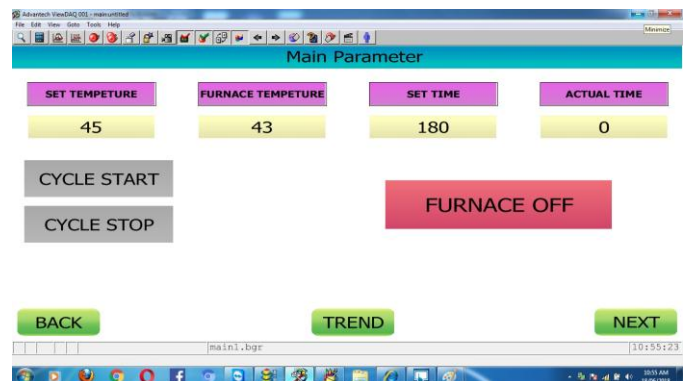 Advantech ViewDAQ 001 - main:untitled
File Edit View Goto Tools Help
Minimize
Main Parameter
SET TEMPETURE FURNACE TEMPETURE SET TIME ACTUAL TIME
45 43 180 0
CYCLE START
FURNACE OFF
CYCLE STOP
BACK TREND NEXT
main1.bgr 10:55:23
10:55 AM